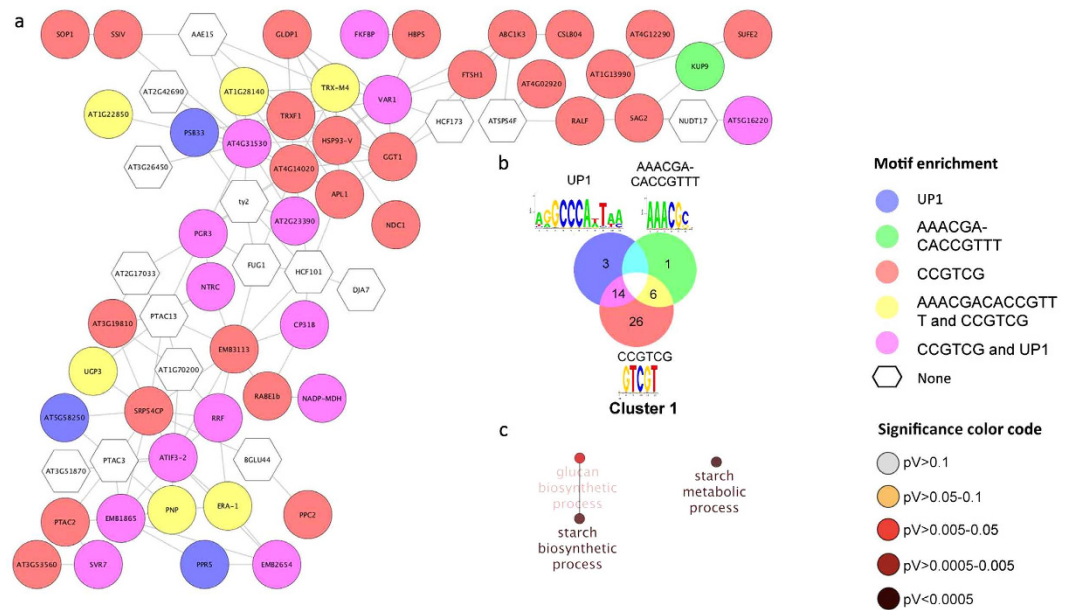 a
SOP1
SSIV
AAE15
GLDP1
FKFBP
HBPS
ABC1K3
CSLB04
AT4G12290
SUFE2
AT2G42690
AT1G28140
TRX-M4
VAR1
FTSH1
AT4G02920
AT1G13990
KUP9
AT1G22850
PSB33
AT4G31530
TRXF1
HSP93-V
HCF173
ATSPS4F
RALF
SAG2
NUDT17
AT5G16220
AT3G26450
AT4G14020
GGT1
ty2
APL1
AT2G23390
NDC1
PGR3
FUG1
HCF101
DJA7
AT2G17033
NTRC
PTAC13
CP31B
AT3G19810
EMB3113
AT1G70200
UGP3
RABE1b
NADP-MDH
AT5G58250
SRP54CP
RRF
AT3G51870
PTAC3
ATIF3-2
BGLU44
PNP
ERA-1
PPC2
PTAC2
EMB1865
AT3G53560
SVR7
PPR5
EMB2654
b
UP1
AAACGA-
CACCGTTT
3
1
14
6
26
CCGTCG
GTCGT
Cluster 1
c
glucan
biosynthetic
process
starch
biosynthetic
process
starch
metabolic
process
Motif enrichment
UP1
AAACGA-
CACCGTTT
CCGTCG
AAACGACACCGTT
T and CCGTCG
CCGTCG and UP1
None
Significance color code
pV>0.1
pV>0.05-0.1
pV>0.005-0.05
pV>0.0005-0.005
pV<0.0005